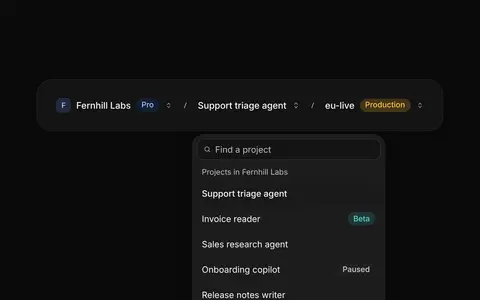 F Fernhill Labs Pro / Support triage agent / eu-live Production
Find a project
Projects in Fernhill Labs
Support triage agent
Invoice reader Beta
Sales research agent
Onboarding copilot Paused
Release notes writer